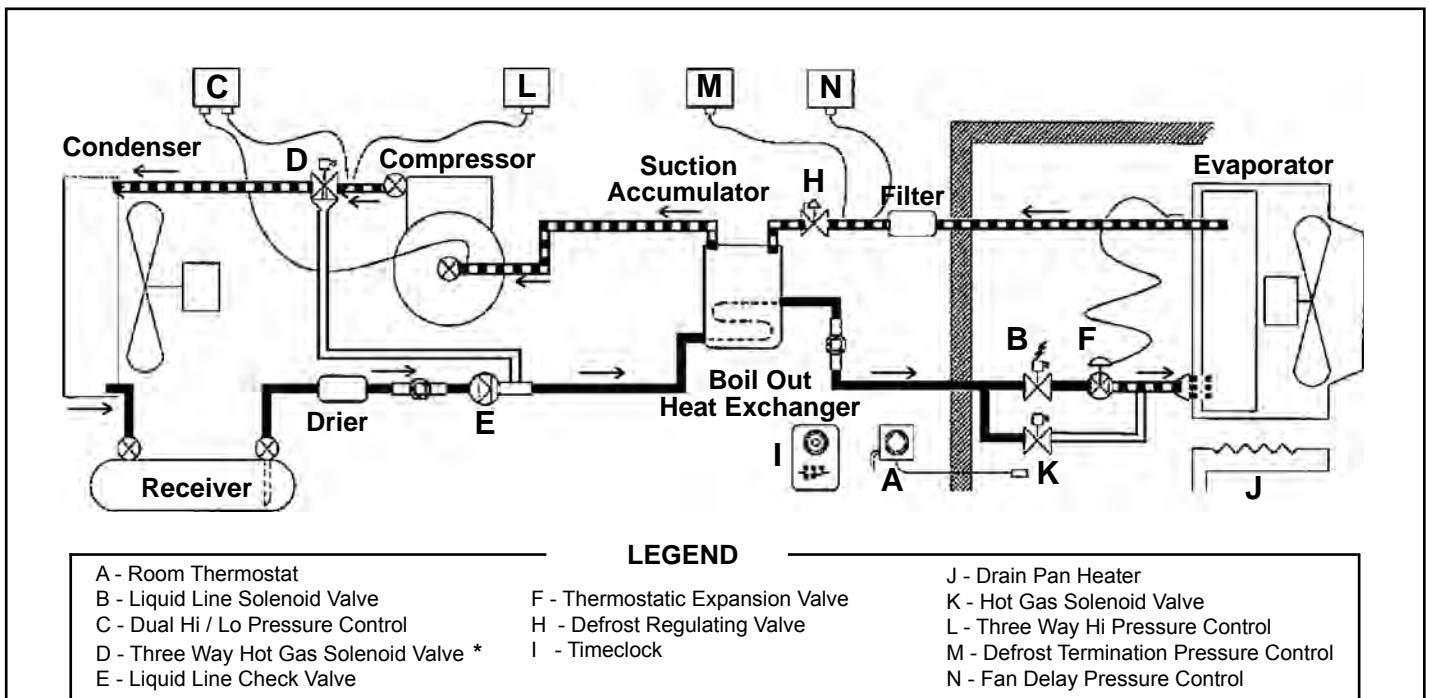 C
L
M
N
Condenser
D
Compressor
Suction
Accumulator
H
Filter
Evaporator
B
F
Boil Out
Heat Exchanger
Drier
E
I
A
K
J
Receiver
LEGEND
A - Room Thermostat
B - Liquid Line Solenoid Valve
C - Dual Hi / Lo Pressure Control
D - Three Way Hot Gas Solenoid Valve *
E - Liquid Line Check Valve
F - Thermostatic Expansion Valve
H - Defrost Regulating Valve
I - Timeclock
J - Drain Pan Heater
K - Hot Gas Solenoid Valve
L - Three Way Hi Pressure Control
M - Defrost Termination Pressure Control
N - Fan Delay Pressure Control